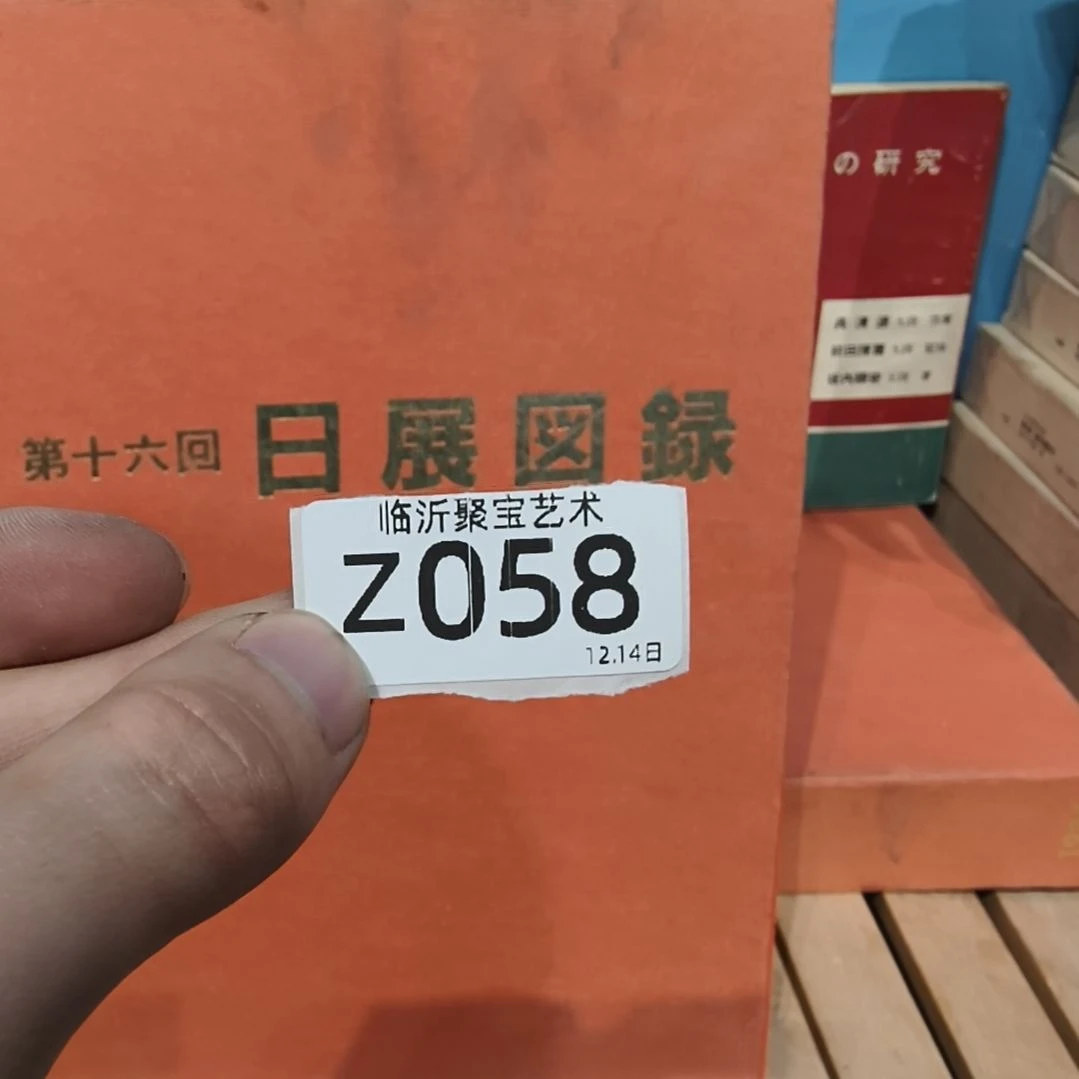 の研究
第十六回 日展図録
临沂聚宝艺术
Z058
12.14日